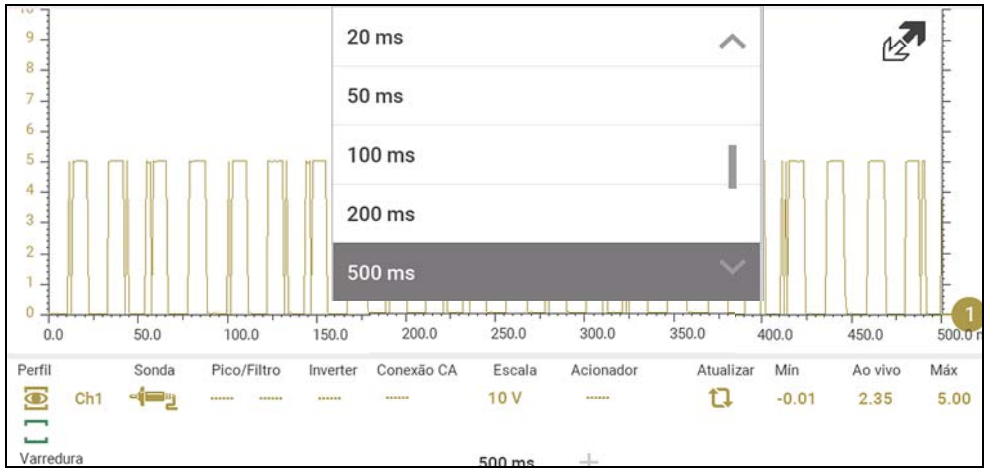 10
9
8
7
6
5
4
3
2
1
0
20 ms
50 ms
100 ms
200 ms
500 ms
1
0.0 50.0 100.0 150.0 200.0 250.0 300.0 350.0 400.0 450.0 500.0 m
Perfil Sonda Pico/Filtro Inverter Conexão CA Escala Acionador Atualizar Mín Ao vivo Máx
Ch1 ------ ------ ------ ------ 10 V ------ -0.01 2.35 5.00
Varredura 500 ms